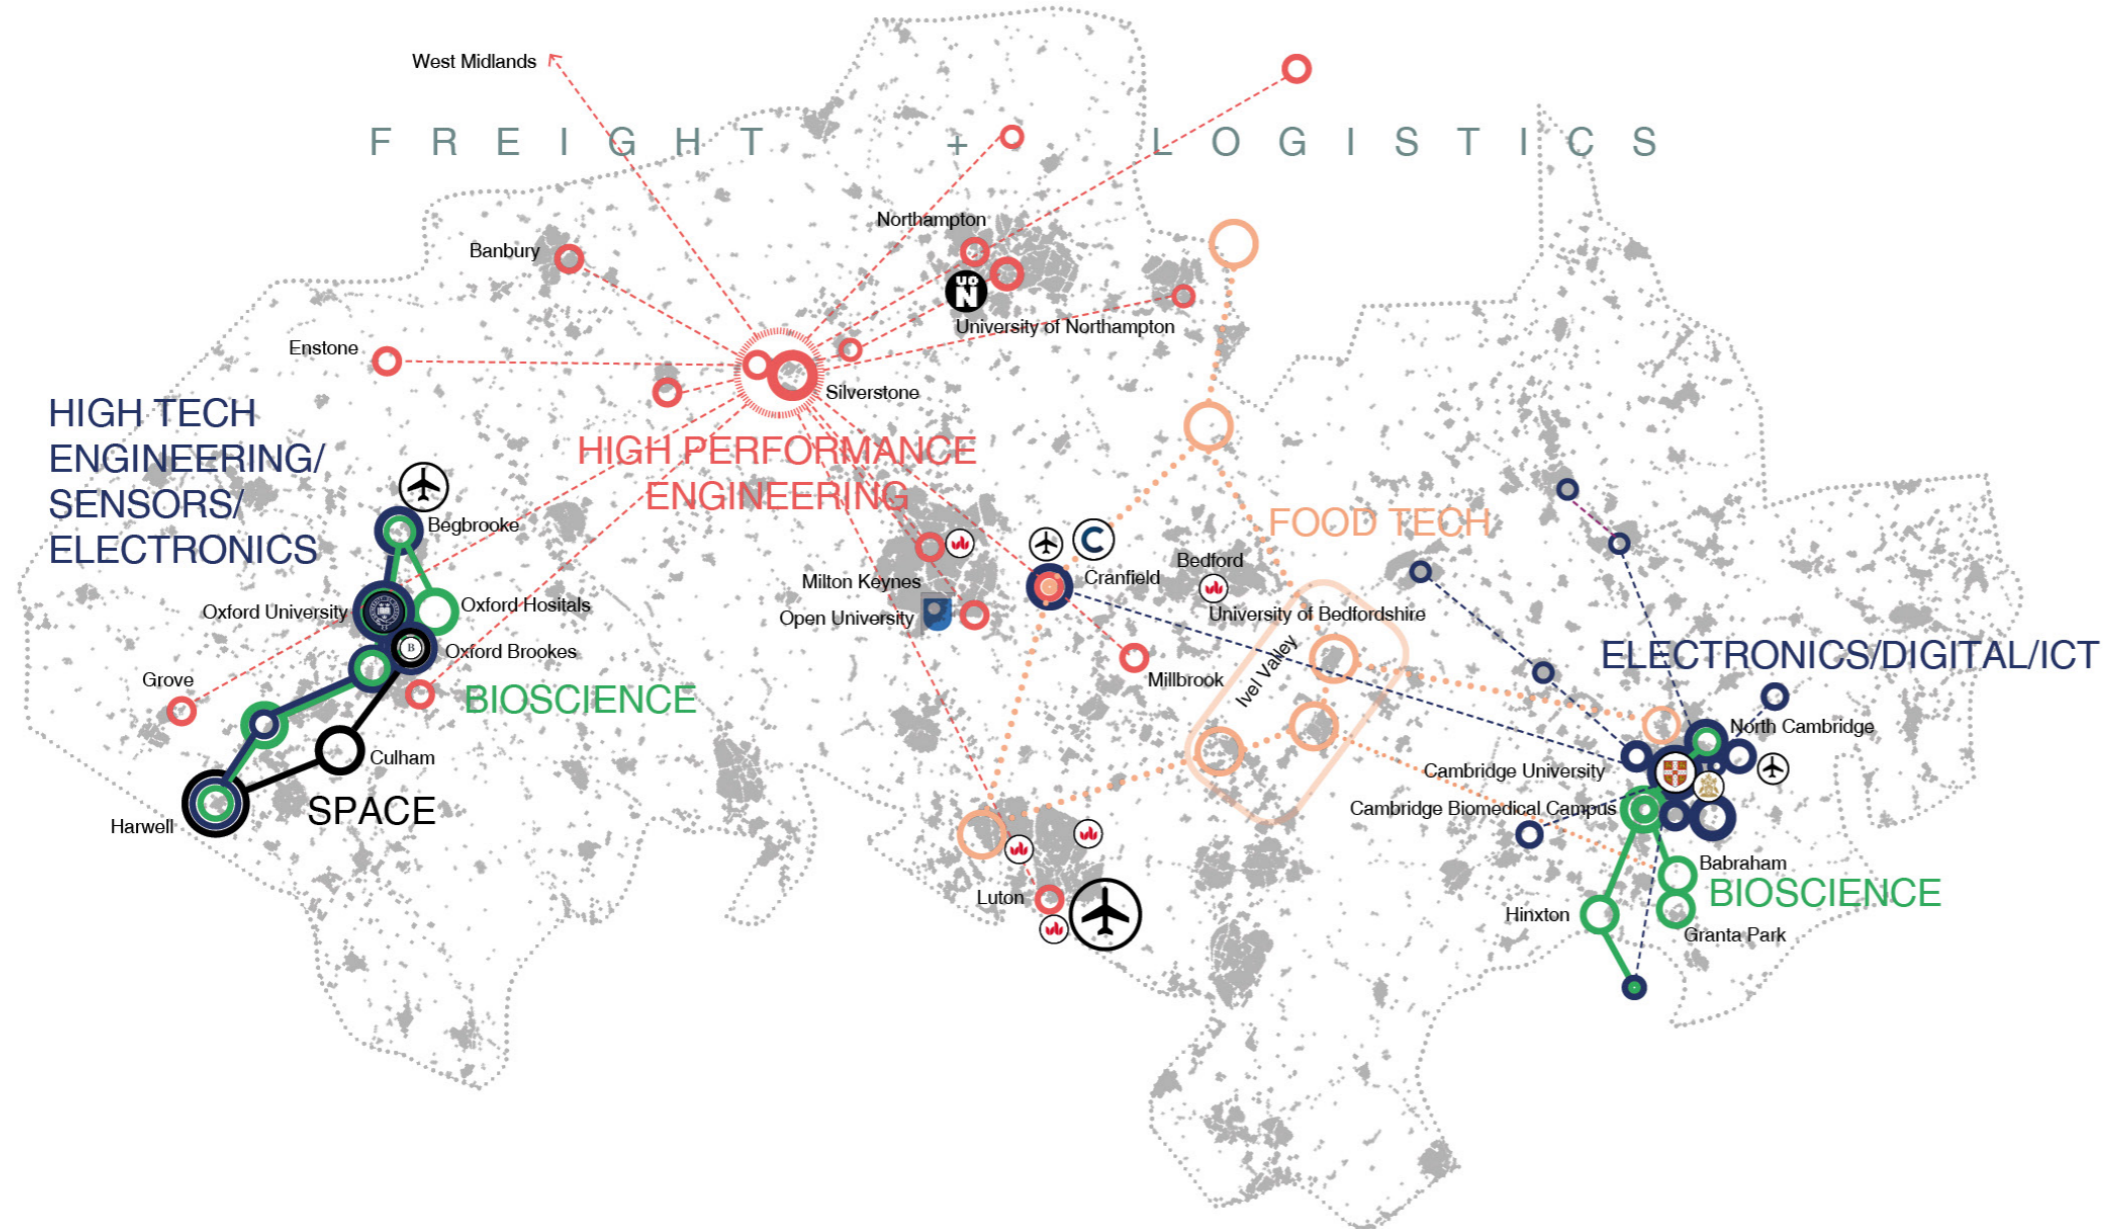 West Midlands
FREIGHT + LOGISTICS
Northampton
Banbury
UO
N
University of Northampton
Enstone
Silverstone
HIGH TECH
ENGINEERING/
SENSORS/
ELECTRONICS
HIGH PERFORMANCE
ENGINEERING
Begbrooke
FOOD TECH
C
Milton Keynes
Cranfield
Bedford
Oxford University
Oxford Hositals
Open University
University of Bedfordshire
B
Oxford Brookes
Ivel Valley
ELECTRONICS/DIGITAL/ICT
Grove
BIOSCIENCE
Millbrook
North Cambridge
Culham
Cambridge University
SPACE
Harwell
Cambridge Biomedical Campus
Babraham
BIOSCIENCE
Luton
Hinxton
Granta Park